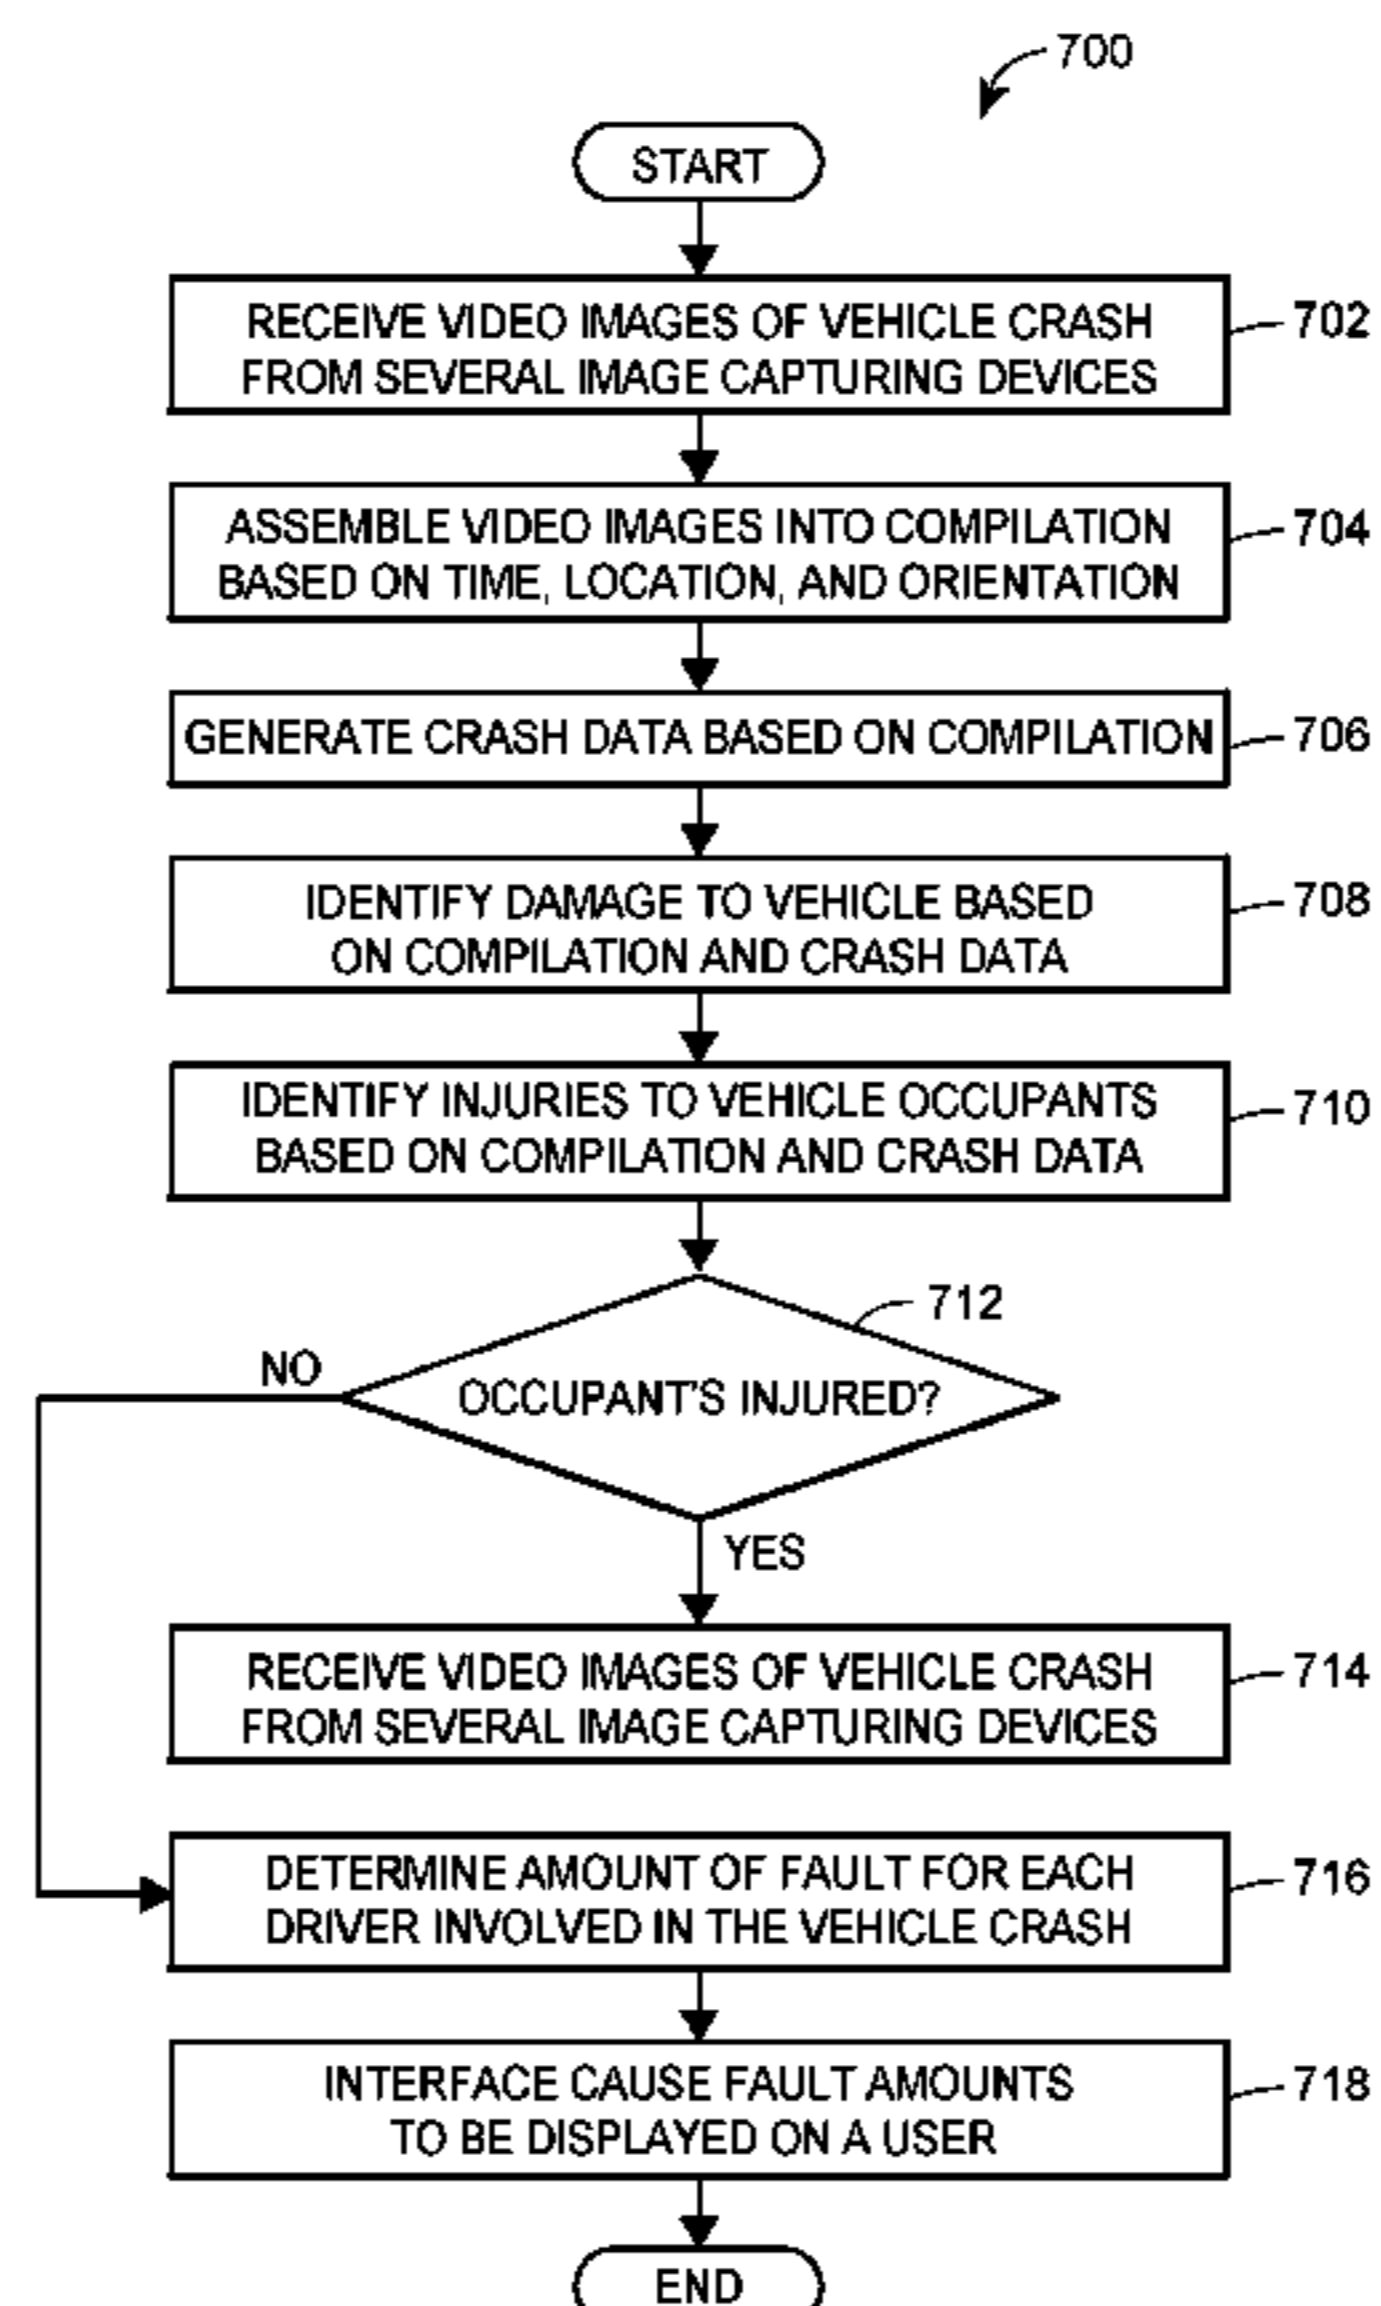 700
START
RECEIVE VIDEO IMAGES OF VEHICLE CRASH
FROM SEVERAL IMAGE CAPTURING DEVICES
702
ASSEMBLE VIDEO IMAGES INTO COMPILATION
BASED ON TIME, LOCATION, AND ORIENTATION
704
GENERATE CRASH DATA BASED ON COMPILATION
706
IDENTIFY DAMAGE TO VEHICLE BASED
ON COMPILATION AND CRASH DATA
708
IDENTIFY INJURIES TO VEHICLE OCCUPANTS
BASED ON COMPILATION AND CRASH DATA
710
712
NO
OCCUPANT'S INJURED?
YES
RECEIVE VIDEO IMAGES OF VEHICLE CRASH
FROM SEVERAL IMAGE CAPTURING DEVICES
714
DETERMINE AMOUNT OF FAULT FOR EACH
DRIVER INVOLVED IN THE VEHICLE CRASH
716
INTERFACE CAUSE FAULT AMOUNTS
TO BE DISPLAYED ON A USER
718
END